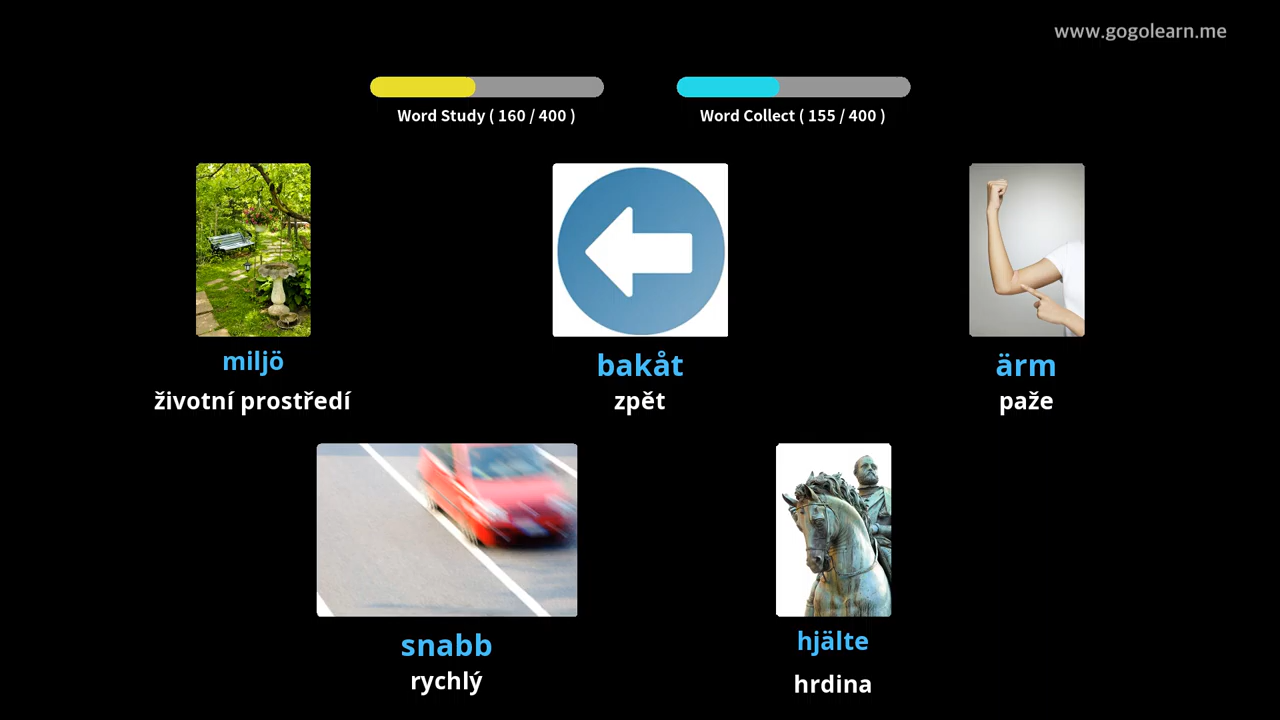 www.gogolearn.me
Word Study ( 160 / 400 )
Word Collect ( 155 / 400 )
miljö
životní prostředí
bakåt
zpět
ärm
paže
snabb
rychlý
hjälte
hrdina